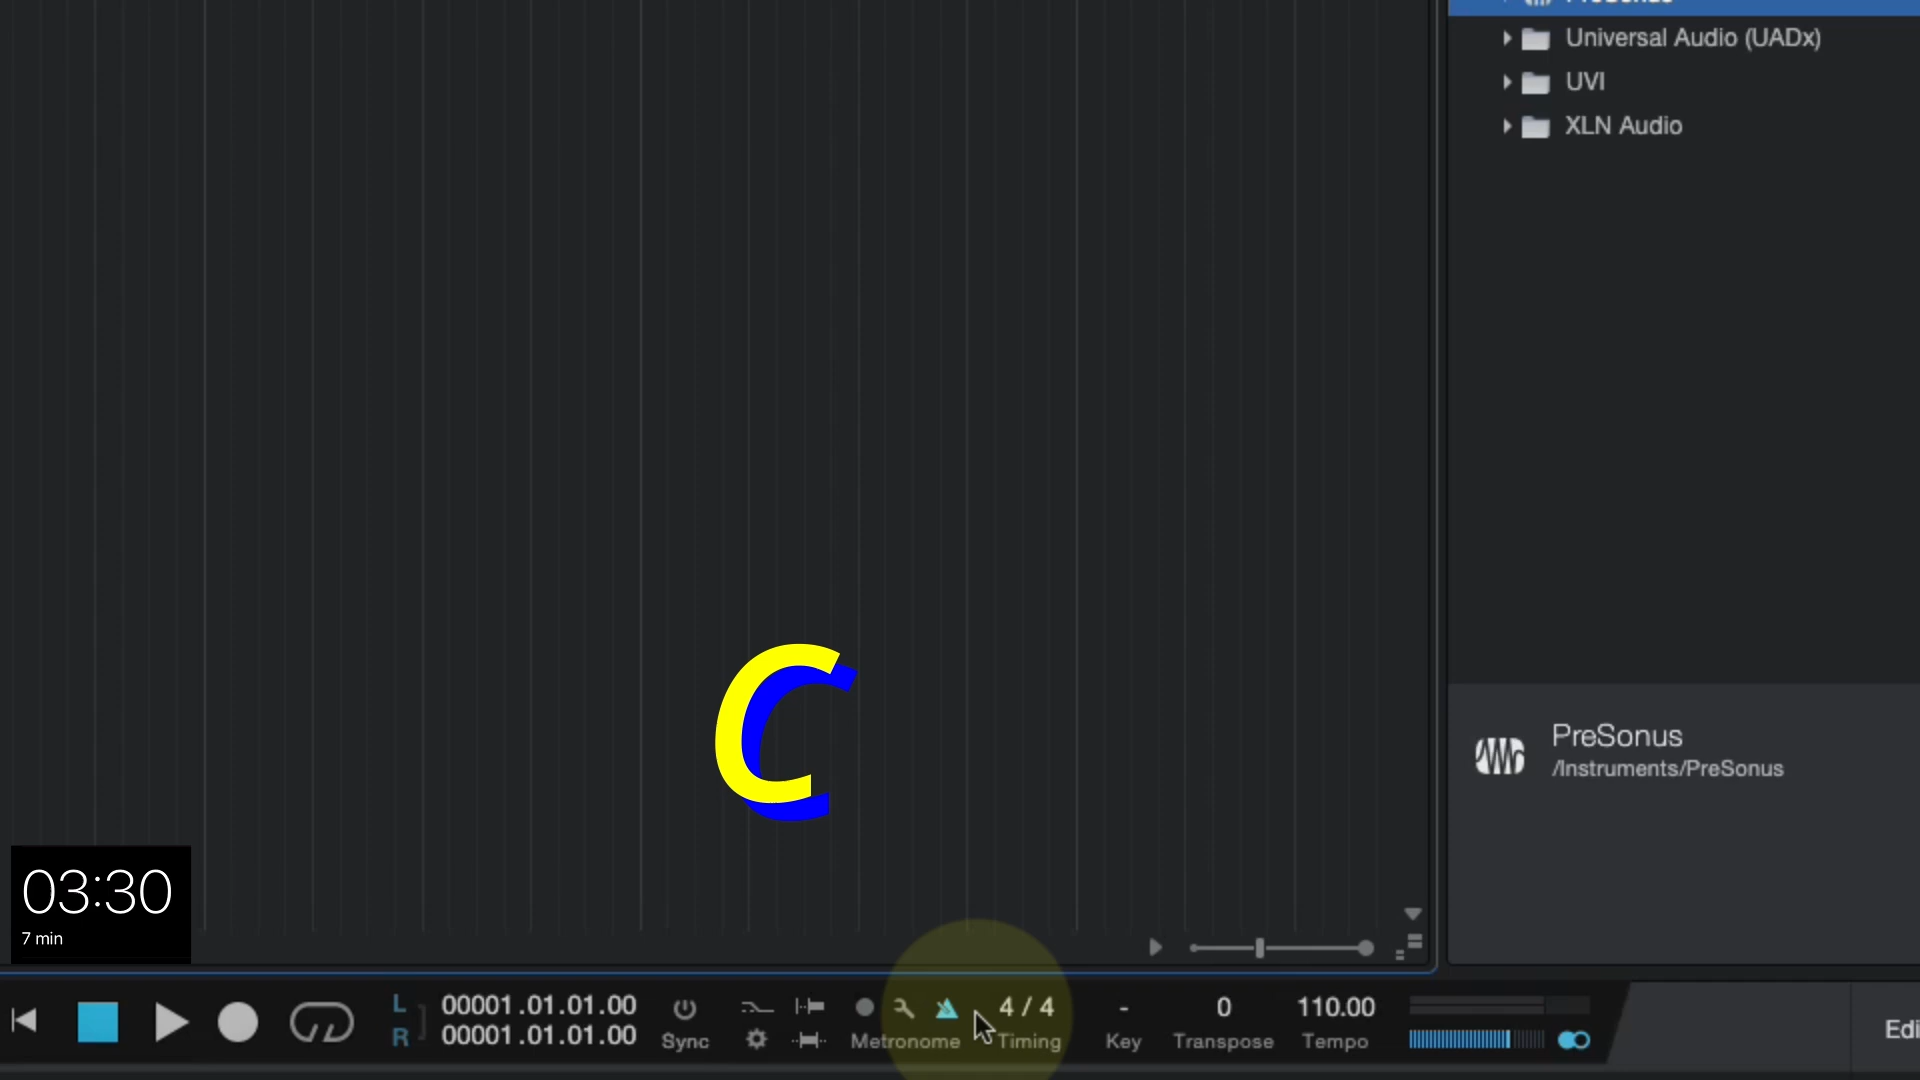 PreSonus
Universal Audio (UADx)
UVI
XLN Audio
C
PreSonus
/Instruments/PreSonus
03:30
7 min
L 00001.01.01.00
R 00001.01.01.00
Sync
Metronome
4 / 4
Timing
-
Key
0
Transpose
110.00
Tempo
Edi